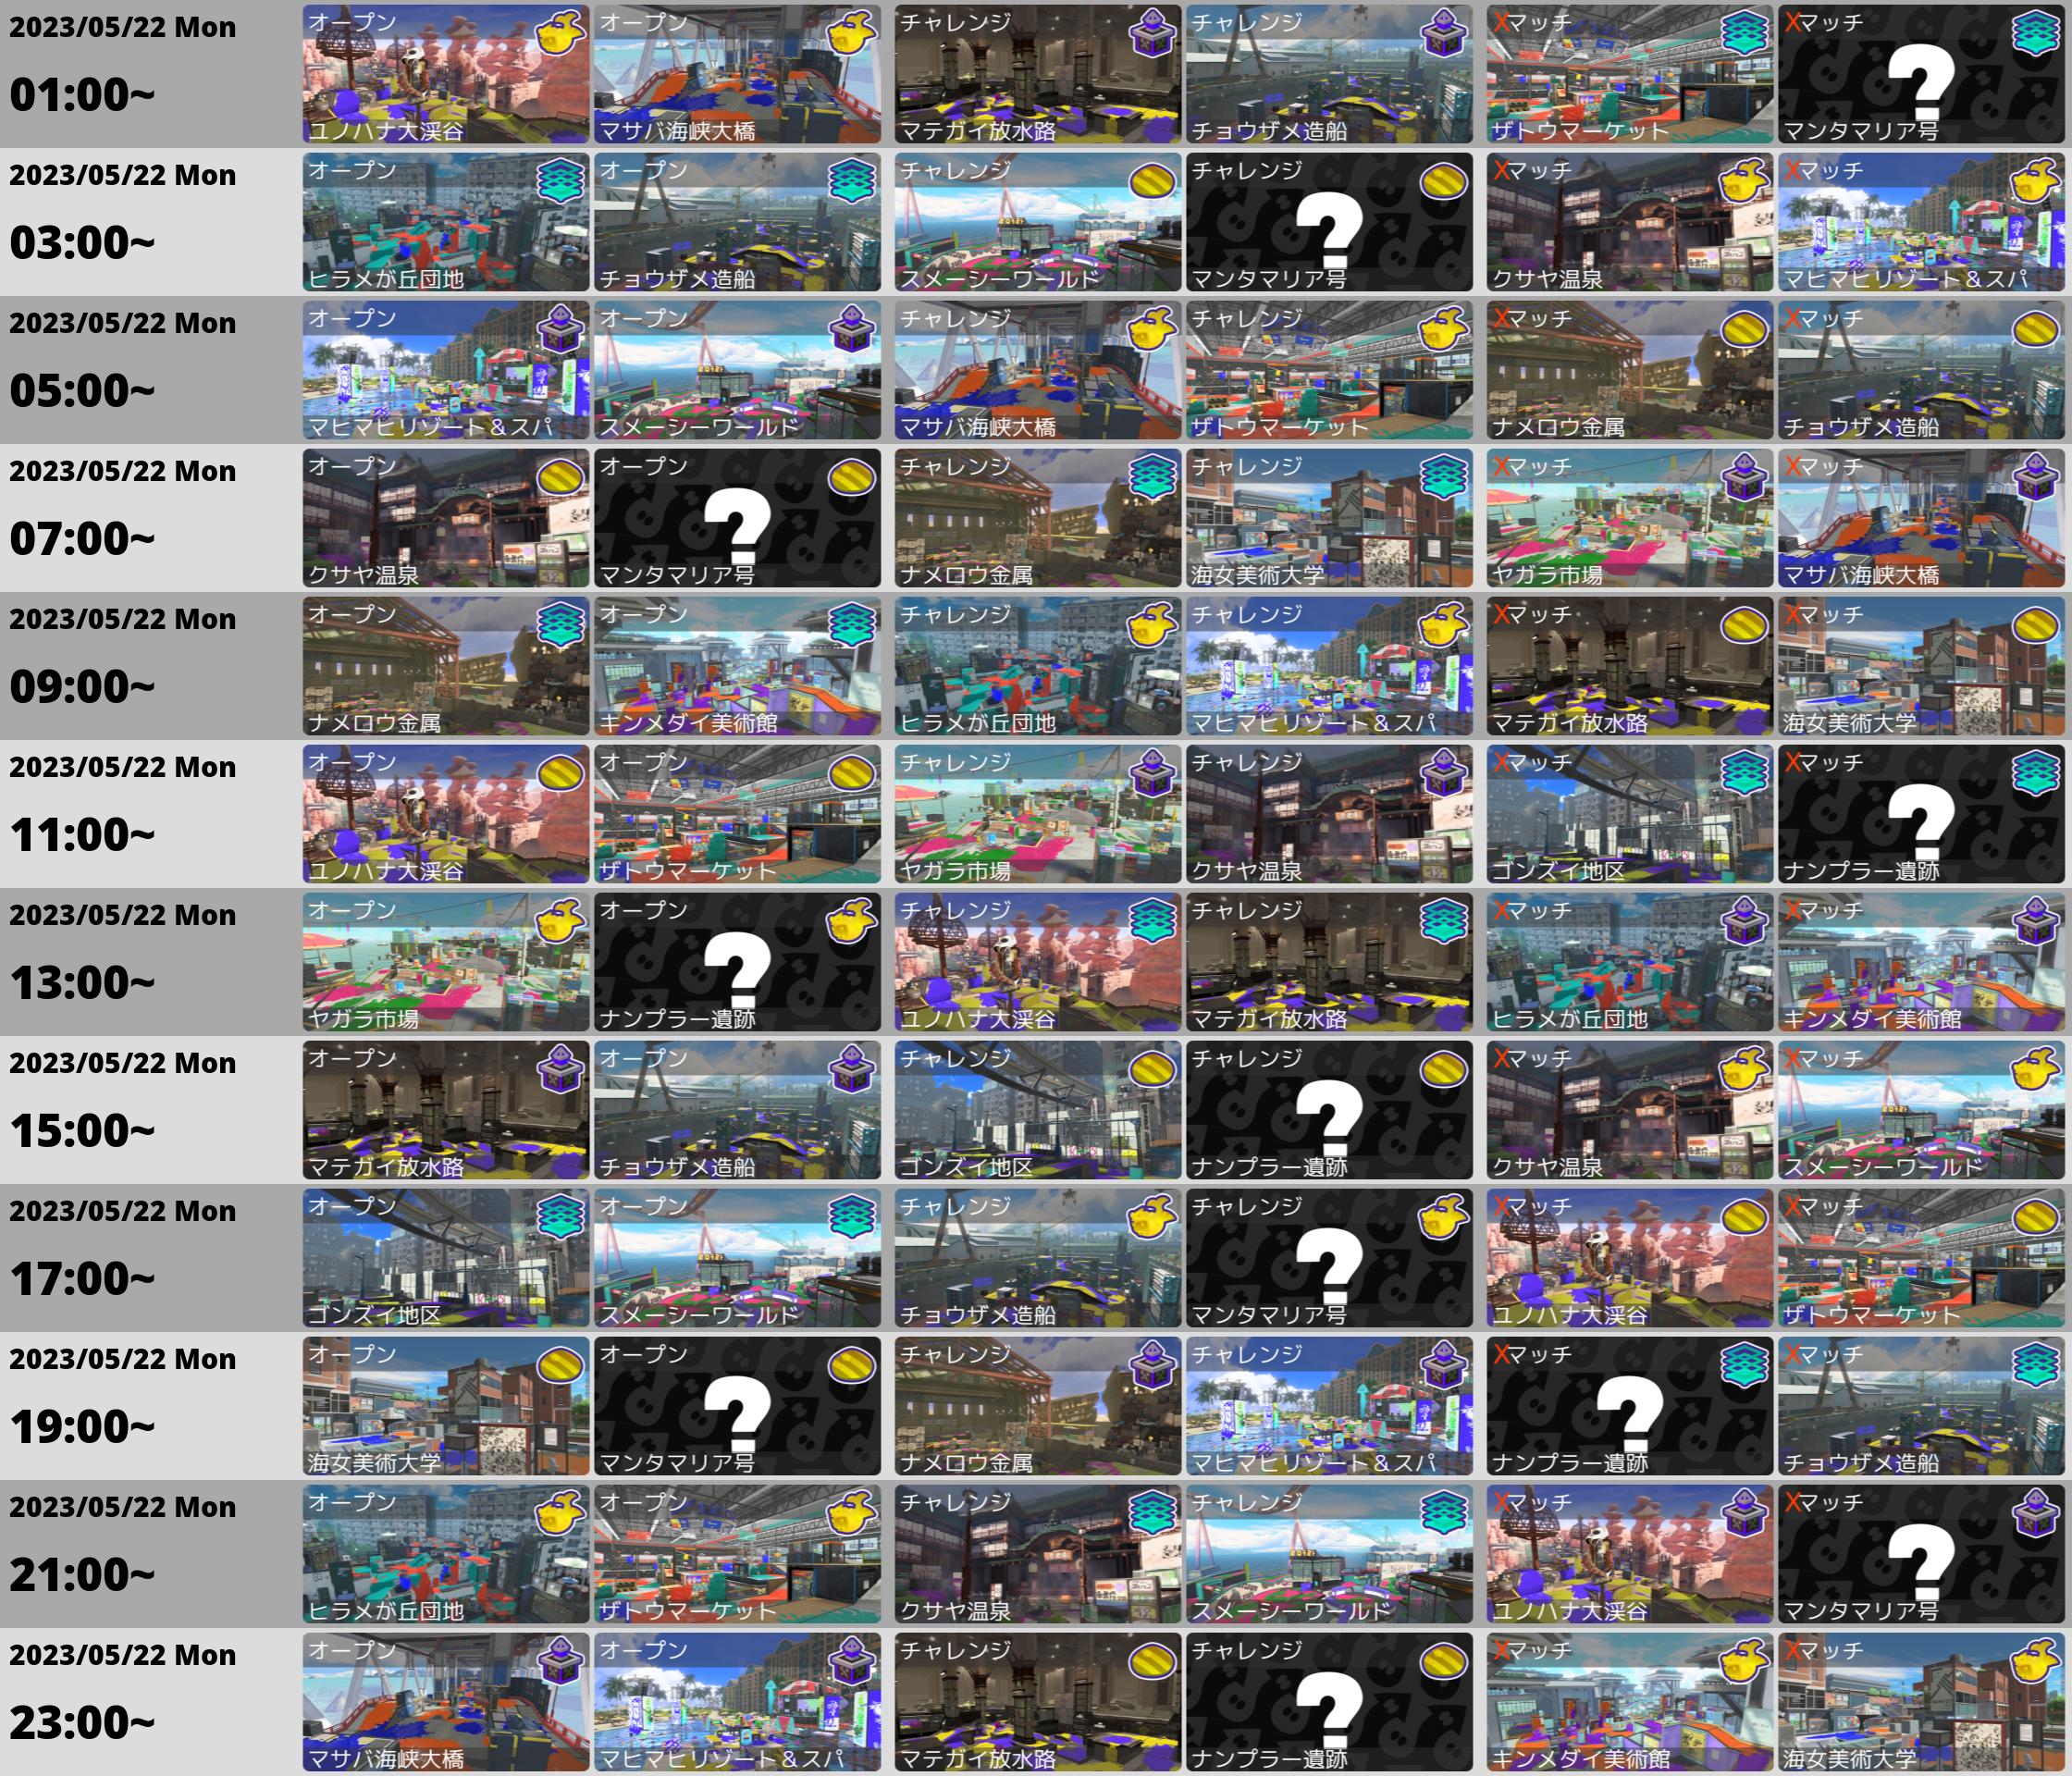 2023/05/22 Mon
01:00~
オープン オープン チャレンジ チャレンジ Xマッチ Xマッチ
ユノハナ大渓谷 マサバ海峡大橋 マテガイ放水路 チョウザメ造船 ザトウマーケット マンタマリア号
2023/05/22 Mon
03:00~
オープン オープン チャレンジ チャレンジ Xマッチ Xマッチ
ヒラメが丘団地 チョウザメ造船 スメーシーワールド マンタマリア号 クサヤ温泉 マヒマヒリゾート&スパ
2023/05/22 Mon
05:00~
オープン オープン チャレンジ チャレンジ Xマッチ Xマッチ
マヒマヒリゾート&スパ スメーシーワールド マサバ海峡大橋 ザトウマーケット ナメロウ金属 チョウザメ造船
2023/05/22 Mon
07:00~
オープン オープン チャレンジ チャレンジ Xマッチ Xマッチ
クサヤ温泉 マンタマリア号 ナメロウ金属 海女美術大学 ヤガラ市場 マサバ海峡大橋
2023/05/22 Mon
09:00~
オープン オープン チャレンジ チャレンジ Xマッチ Xマッチ
ナメロウ金属 キンメダイ美術館 ヒラメが丘団地 マヒマヒリゾート&スパ マテガイ放水路 海女美術大学
2023/05/22 Mon
11:00~
オープン オープン チャレンジ チャレンジ Xマッチ Xマッチ
ユノハナ大渓谷 ザトウマーケット ヤガラ市場 クサヤ温泉 ゴンズイ地区 ナンプラー遺跡
2023/05/22 Mon
13:00~
オープン オープン チャレンジ チャレンジ Xマッチ Xマッチ
ヤガラ市場 ナンプラー遺跡 ユノハナ大渓谷 マテガイ放水路 ヒラメが丘団地 キンメダイ美術館
2023/05/22 Mon
15:00~
オープン オープン チャレンジ チャレンジ Xマッチ Xマッチ
マテガイ放水路 チョウザメ造船 ゴンズイ地区 ナンプラー遺跡 クサヤ温泉 スメーシーワールド
2023/05/22 Mon
17:00~
オープン オープン チャレンジ チャレンジ Xマッチ Xマッチ
ゴンズイ地区 スメーシーワールド チョウザメ造船 マンタマリア号 ユノハナ大渓谷 ザトウマーケット
2023/05/22 Mon
19:00~
オープン オープン チャレンジ チャレンジ Xマッチ Xマッチ
海女美術大学 マンタマリア号 ナメロウ金属 マヒマヒリゾート&スパ ナンプラー遺跡 チョウザメ造船
2023/05/22 Mon
21:00~
オープン オープン チャレンジ チャレンジ Xマッチ Xマッチ
ヒラメが丘団地 ザトウマーケット クサヤ温泉 スメーシーワールド ユノハナ大渓谷 マンタマリア号
2023/05/22 Mon
23:00~
オープン オープン チャレンジ チャレンジ Xマッチ Xマッチ
マサバ海峡大橋 マヒマヒリゾート&スパ マテガイ放水路 ナンプラー遺跡 キンメダイ美術館 海女美術大学